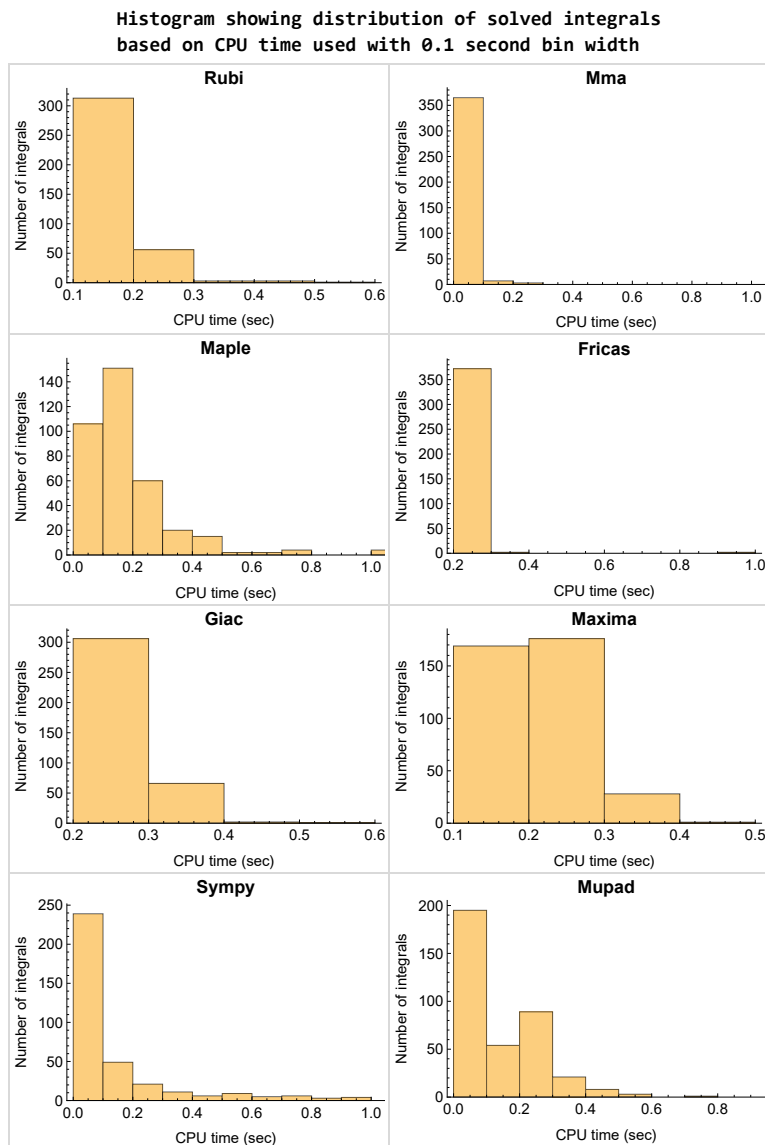 Histogram showing distribution of solved integrals
based on CPU time used with 0.1 second bin width
Rubi
Number of integrals
300
250
200
150
100
50
0
0.1 0.2 0.3 0.4 0.5 0.6
CPU time (sec)
Mma
Number of integrals
350
300
250
200
150
100
50
0
0.0 0.2 0.4 0.6 0.8 1.0
CPU time (sec)
Maple
Number of integrals
140
120
100
80
60
40
20
0
0.0 0.2 0.4 0.6 0.8 1.0
CPU time (sec)
Fricas
Number of integrals
350
300
250
200
150
100
50
0
0.2 0.4 0.6 0.8 1.0
CPU time (sec)
Giac
Number of integrals
300
250
200
150
100
50
0
0.2 0.3 0.4 0.5 0.6
CPU time (sec)
Maxima
Number of integrals
150
100
50
0
0.1 0.2 0.3 0.4 0.5
CPU time (sec)
Sympy
Number of integrals
250
200
150
100
50
0
0.0 0.2 0.4 0.6 0.8 1.0
CPU time (sec)
Mupad
Number of integrals
200
150
100
50
0
0.0 0.2 0.4 0.6 0.8
CPU time (sec)